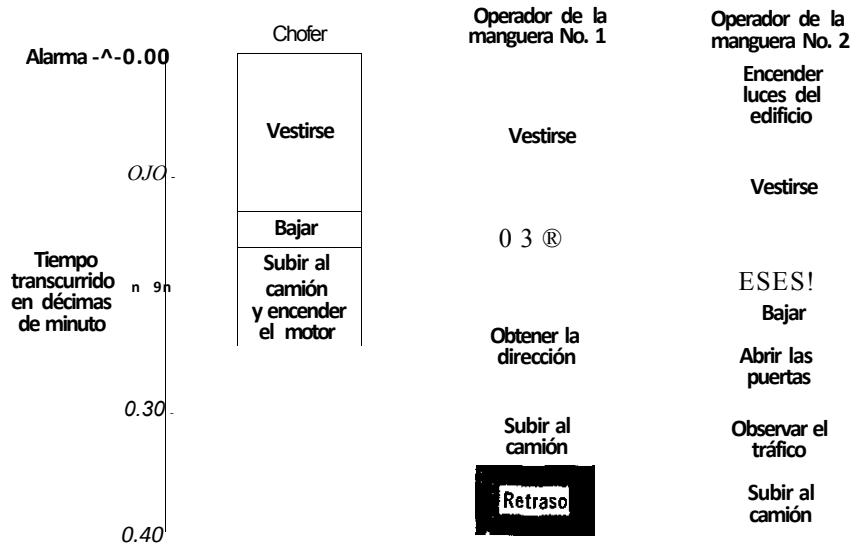 Chofer
Operador de la
manguera No. 1
Operador de la
manguera No. 2
Alarma -^-0.00
Encender
luces del
edificio
Vestirse
Vestirse
OJO -
Vestirse
Bajar
0 3 ®
Tiempo
transcurrido
en décimas
de minuto
n 9n
Subir al
camión
y encender
el motor
ESES!
Bajar
Obtener la
dirección
Abrir las
puertas
0.30 -
Subir al
camión
Observar el
tráfico
Retraso
Subir al
camión
0.40